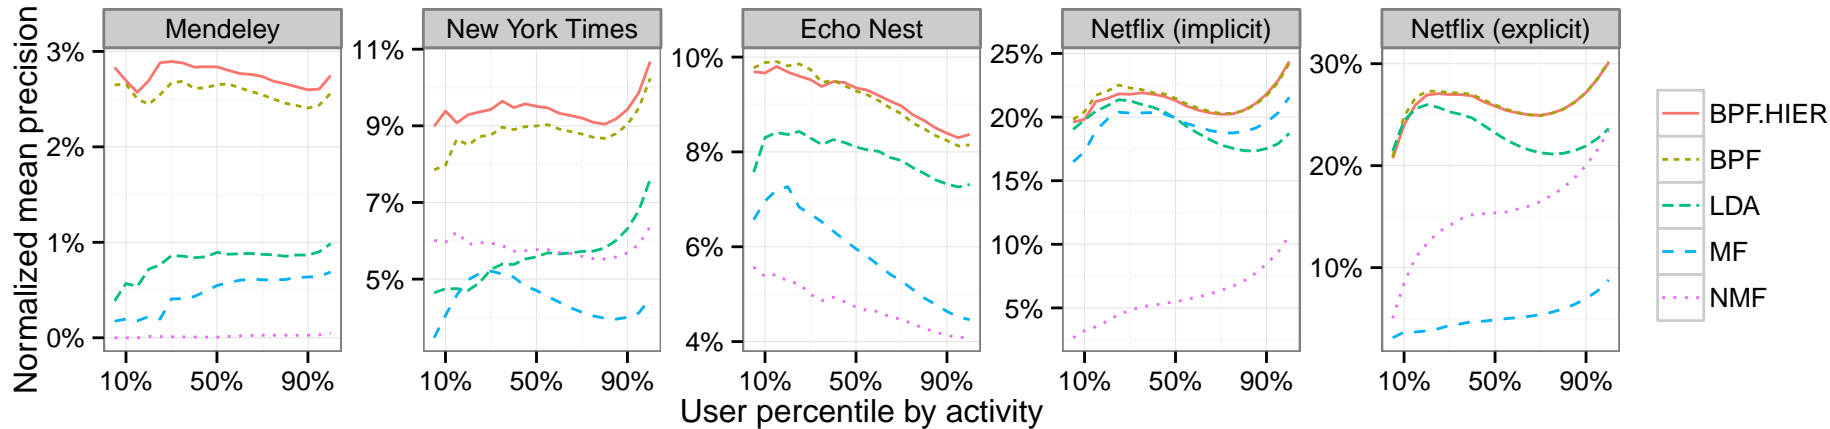 Normalized mean precision
Mendeley
3%
2%
1%
0%
10% 50% 90%
New York Times
11%
9%
7%
5%
10% 50% 90%
Echo Nest
10%
8%
6%
4%
10% 50% 90%
Netflix (implicit)
25%
20%
15%
10%
5%
10% 50% 90%
Netflix (explicit)
30%
20%
10%
10% 50% 90%
User percentile by activity
BPF.HIER
BPF
LDA
MF
NMF